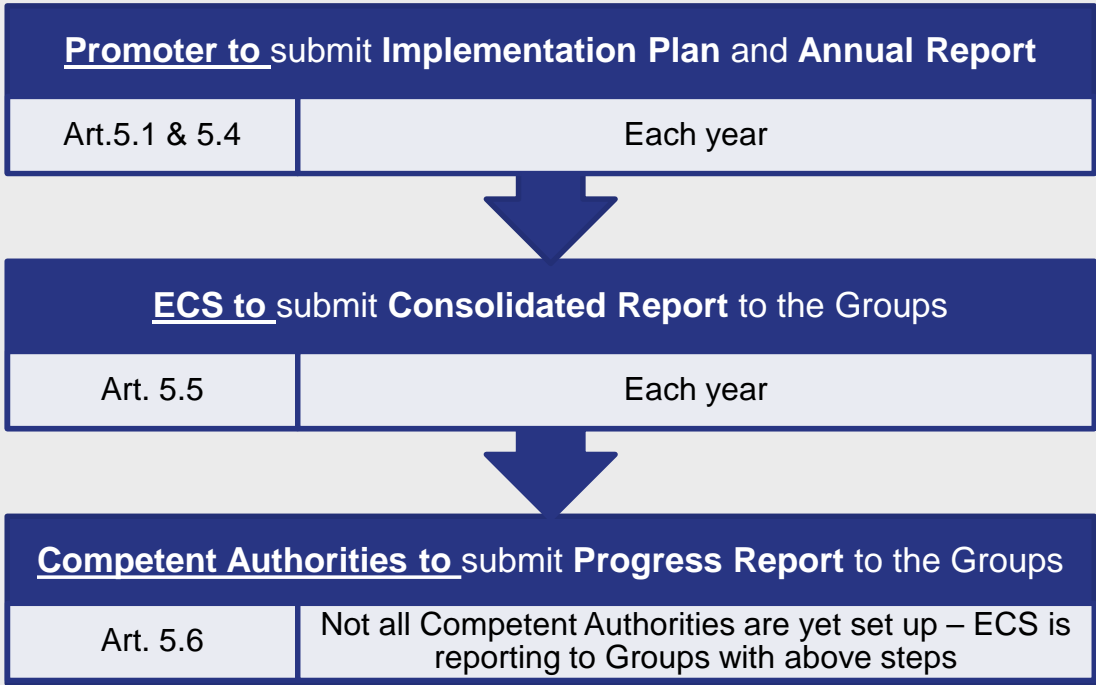 Promoter to submit Implementation Plan and Annual Report
Art.5.1 & 5.4
Each year
ECS to submit Consolidated Report to the Groups
Art. 5.5
Each year
Competent Authorities to submit Progress Report to the Groups
Art. 5.6
Not all Competent Authorities are yet set up – ECS is
reporting to Groups with above steps